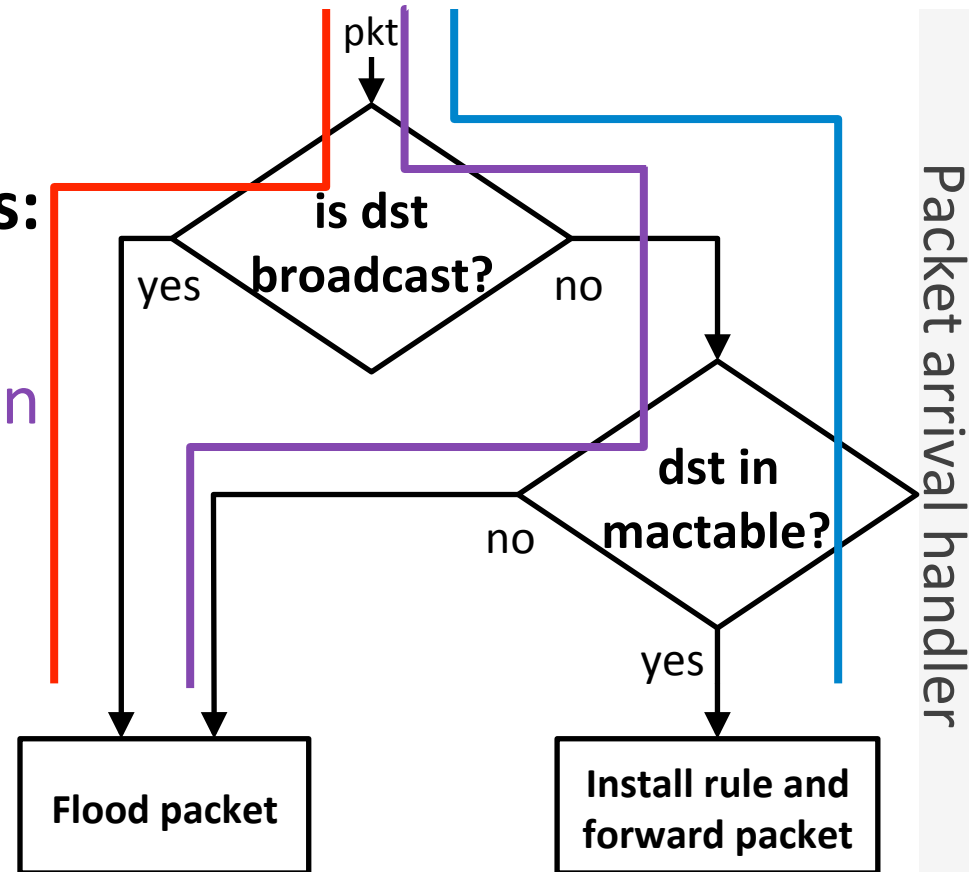 pkt
s:
is dst
broadcast?
yes
no
n
dst in
mactable?
no
yes
Flood packet
Install rule and
forward packet
Packet arrival handler